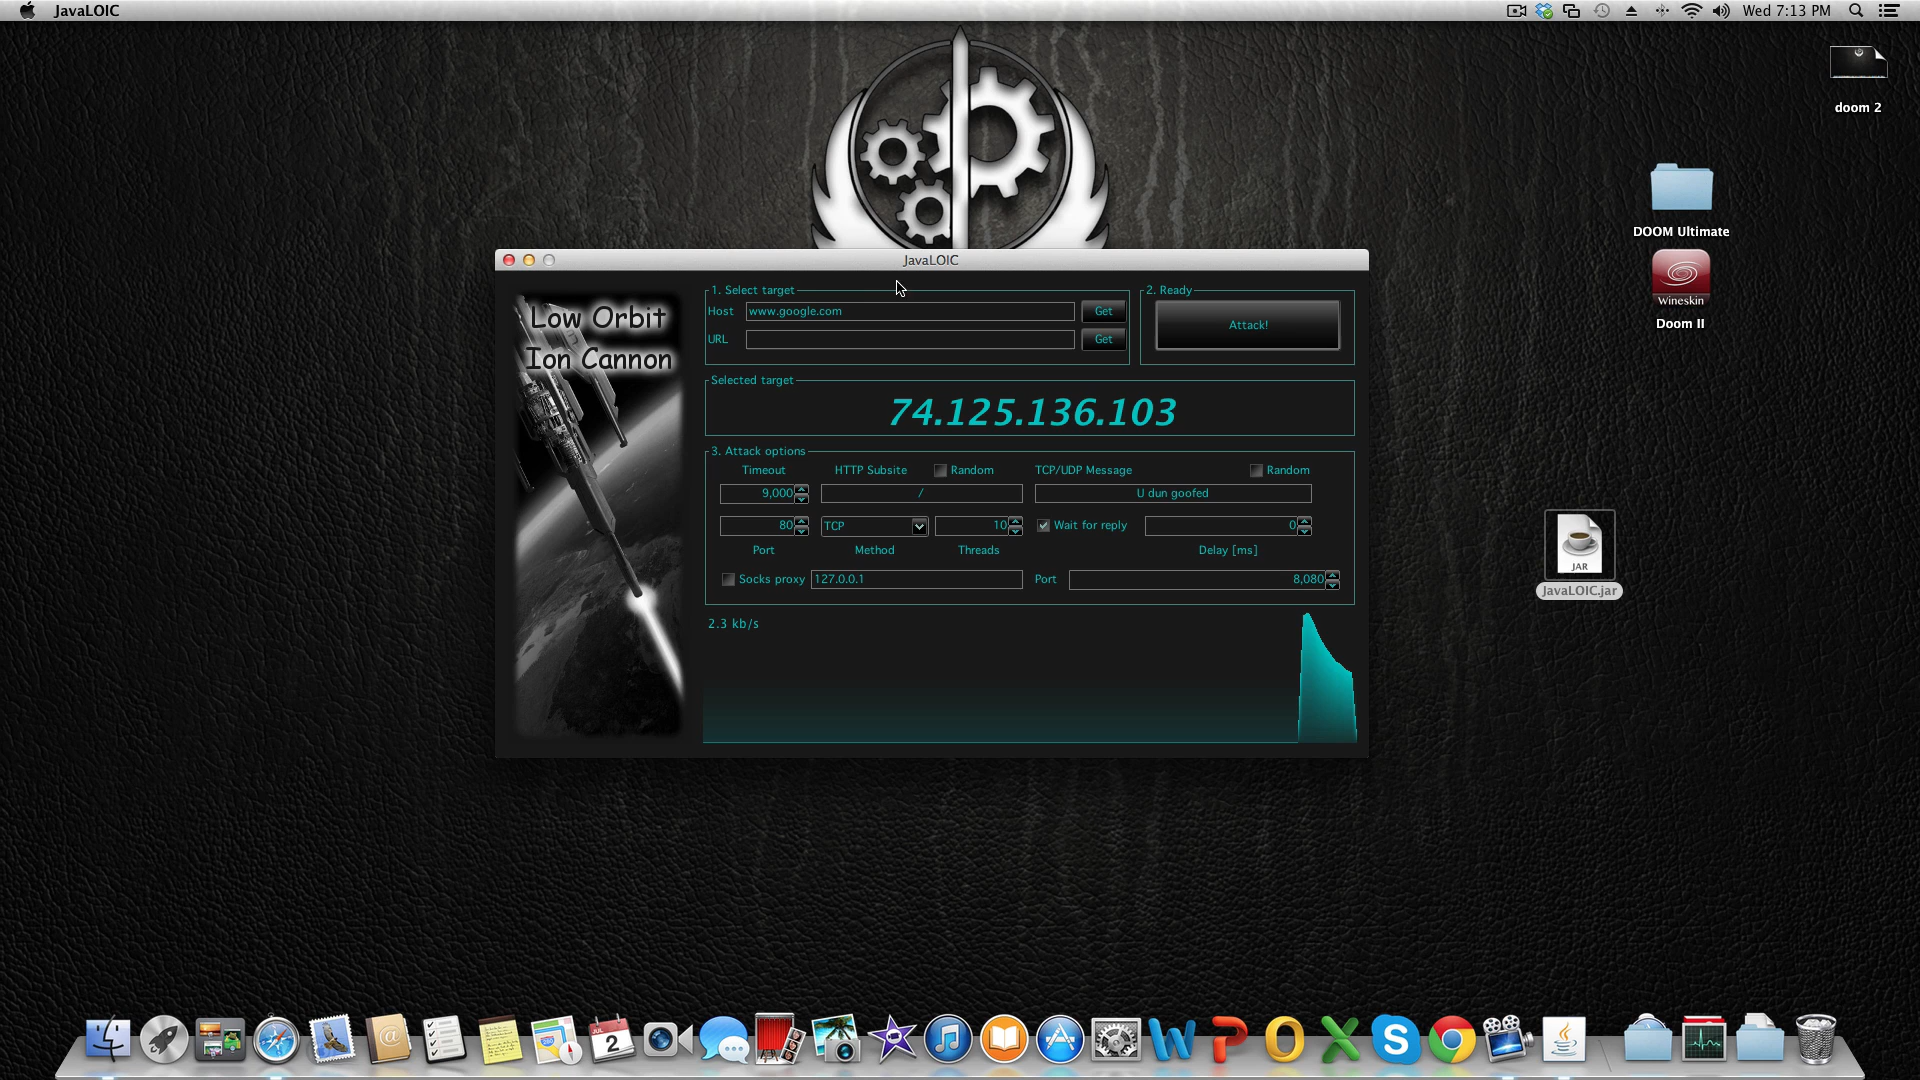 JavaLOIC
Wed 7:13 PM
doom 2
DOOM Ultimate
Wineskin
Doom II
JavaLOIC
Low Orbit
Ion Cannon
1. Select target
Host www.google.com Get
URL Get
2. Ready
Attack!
Selected target
74.125.136.103
3. Attack options
Timeout HTTP Subsite Random TCP/UDP Message Random
9,000 / U dun goofed
80 TCP 10 Wait for reply 0
Port Method Threads Delay [ms]
Socks proxy 127.0.0.1 Port 8,080
2.3 kb/s
JAR
JavaLOIC.jar
JUL
2